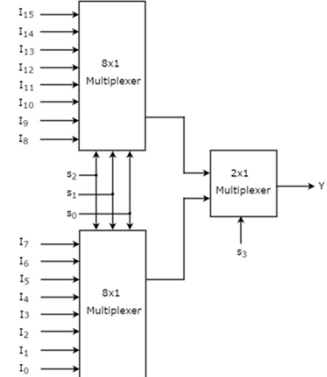 I15
I14
I13
I12
I11
I10
I9
I8
8x1
Multiplexer
s2
s1
s0
2x1
Multiplexer
Y
s3
I7
I6
I5
I4
I3
I2
I1
I0
8x1
Multiplexer